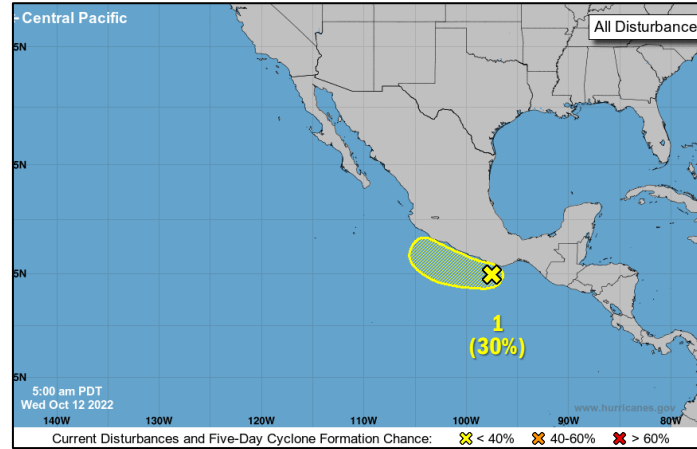 Central Pacific
All Disturbance
5N
5N
5N
5N
1
(30%)
5:00 am PDT
Wed Oct 12 2022
www.hurricanes.gov
140W 130W 120W 110W 100W 90W 80W
Current Disturbances and Five-Day Cyclone Formation Chance: < 40% 40-60% > 60%